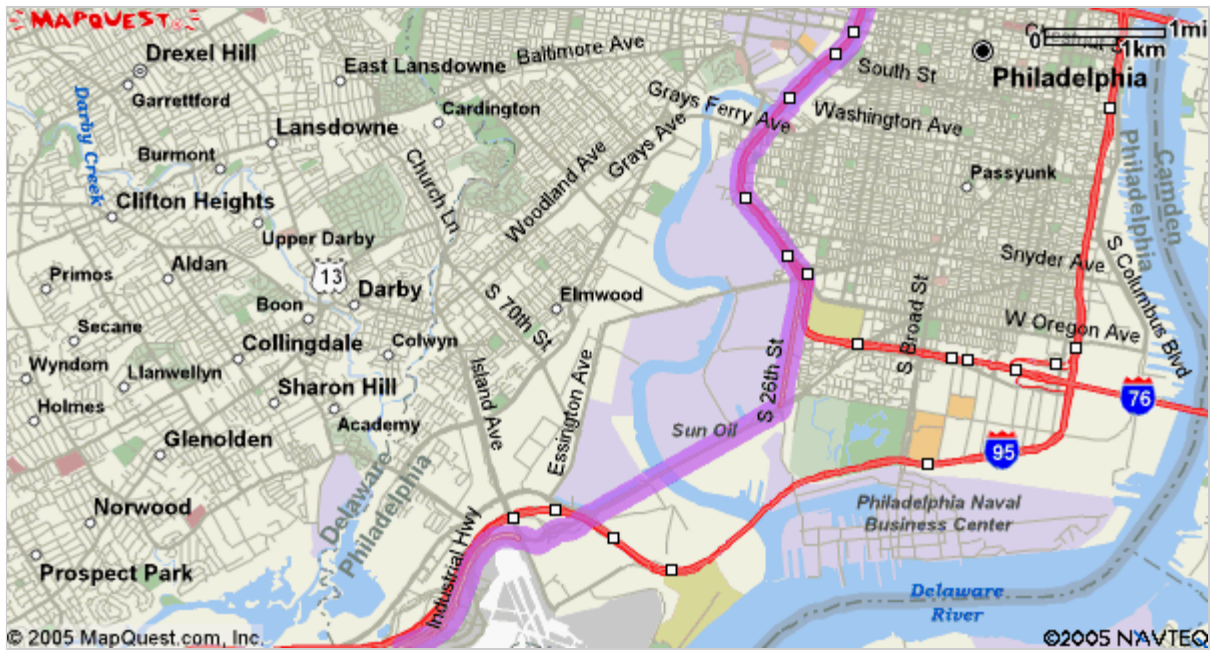 MAPQUEST
0
1mi
1km
Drexel Hill
Baltimore Ave
South St
Philadelphia
East Lansdowne
Garrettford
Cardington
Grays Ferry Ave
Washington Ave
Darby Creek
Lansdowne
Grays Ave
Burmont
Church Ln
Woodland Ave
Passyunk
Philadelphia
Camden
Clifton Heights
Upper Darby
Primos
Aldan
13
Snyder Ave
S Columbus Blvd
Boon
Darby
S 70th St
Elmwood
S Broad St
W Oregon Ave
Secane
Collingdale
Colwyn
Wyndom
Llanwellyn
Sharon Hill
Island Ave
Essington Ave
S 26th St
76
Holmes
Academy
Sun Oil
Glenolden
95
Delaware
Philadelphia
Philadelphia Naval
Business Center
Norwood
Industrial Hwy
Prospect Park
Delaware
River
© 2005 MapQuest.com, Inc.
©2005 NAVTEQ